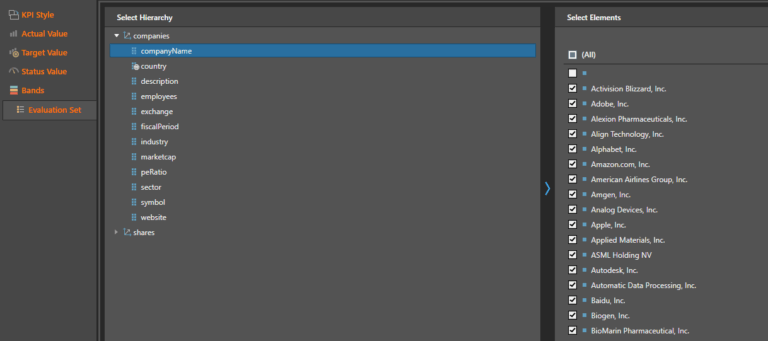 KPI Style
Actual Value
Target Value
Status Value
Bands
Evaluation Set
Select Hierarchy
companies
companyName
country
description
employees
exchange
fiscalPeriod
industry
marketcap
peRatio
sector
symbol
website
shares
Select Elements
(All)
Activision Blizzard, Inc.
Adobe, Inc.
Alexion Pharmaceuticals, Inc.
Align Technology, Inc.
Alphabet, Inc.
Amazon.com, Inc.
American Airlines Group, Inc.
Amgen, Inc.
Analog Devices, Inc.
Apple, Inc.
Applied Materials, Inc.
ASML Holding NV
Autodesk, Inc.
Automatic Data Processing, Inc.
Baidu, Inc.
Biogen, Inc.
BioMarin Pharmaceutical, Inc.